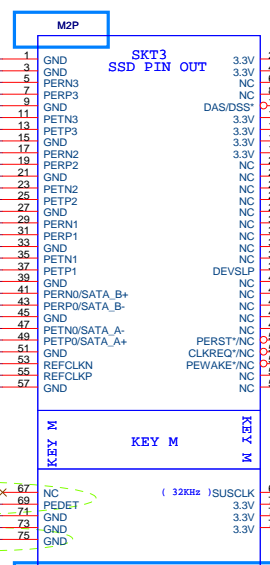 M2P
SKT3
SSD PIN OUT
1 GND 3.3V
3 GND 3.3V
5 PERN3 NC
7 PERP3 NC
9 GND DAS/DSS*
11 PETN3 3.3V
13 PETP3 3.3V
15 GND 3.3V
17 PERN2 3.3V
19 PERP2 NC
21 GND NC
23 PETN2 NC
25 PETP2 NC
27 GND NC
29 PERN1 NC
31 PERP1 NC
33 GND NC
35 PETN1 NC
37 PETP1 DEVSLP
39 GND NC
41 PERN0/SATA_B+ NC
43 PERP0/SATA_B- NC
45 GND NC
47 PETN0/SATA_A- NC
49 PETP0/SATA_A+ PERST*/NC
51 GND CLKREQ*/NC
53 REFCLKN PEWAKE*/NC
55 REFCLKP NC
57 GND NC
KEY M
KEY M
KEY M
67 NC ( 32KHz )SUSCLK
69 PEDET 3.3V
71 GND 3.3V
73 GND 3.3V
75 GND